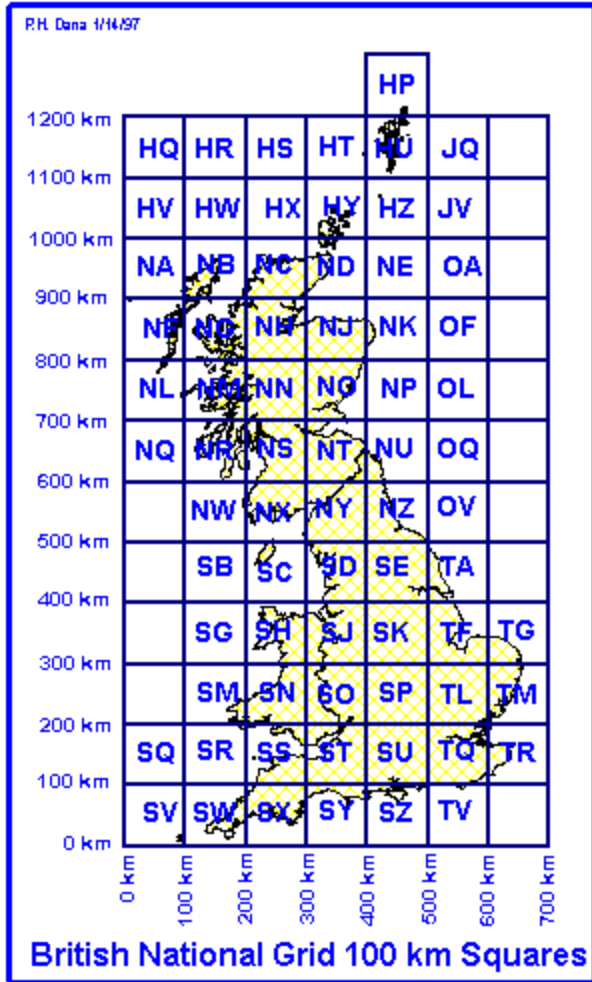 P.H. Dana 1/14/97
HP
1200 km
HQ HR HS HT HU JQ
1100 km
HV HW HX HY HZ JV
1000 km
NA NB NC ND NE OA
900 km
NF NG NH NJ NK OF
800 km
NL NM NN NO NP OL
700 km
NQ NR NS NT NU OQ
600 km
NW NX NY NZ OV
500 km
SB SC SD SE TA
400 km
SG SH SJ SK TF TG
300 km
SM SN SO SP TL TM
200 km
SQ SR SS ST SU TQ TR
100 km
SV SW SX SY SZ TV
0 km
0 km 100 km 200 km 300 km 400 km 500 km 600 km 700 km
British National Grid 100 km Squares